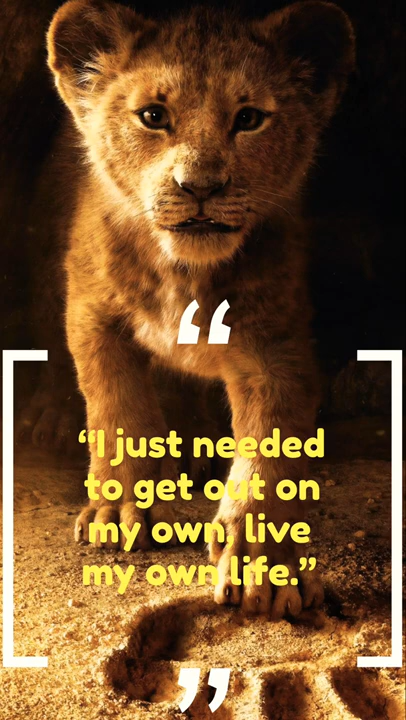 “
“I just needed
to get out on
my own, live
my own life.”
”